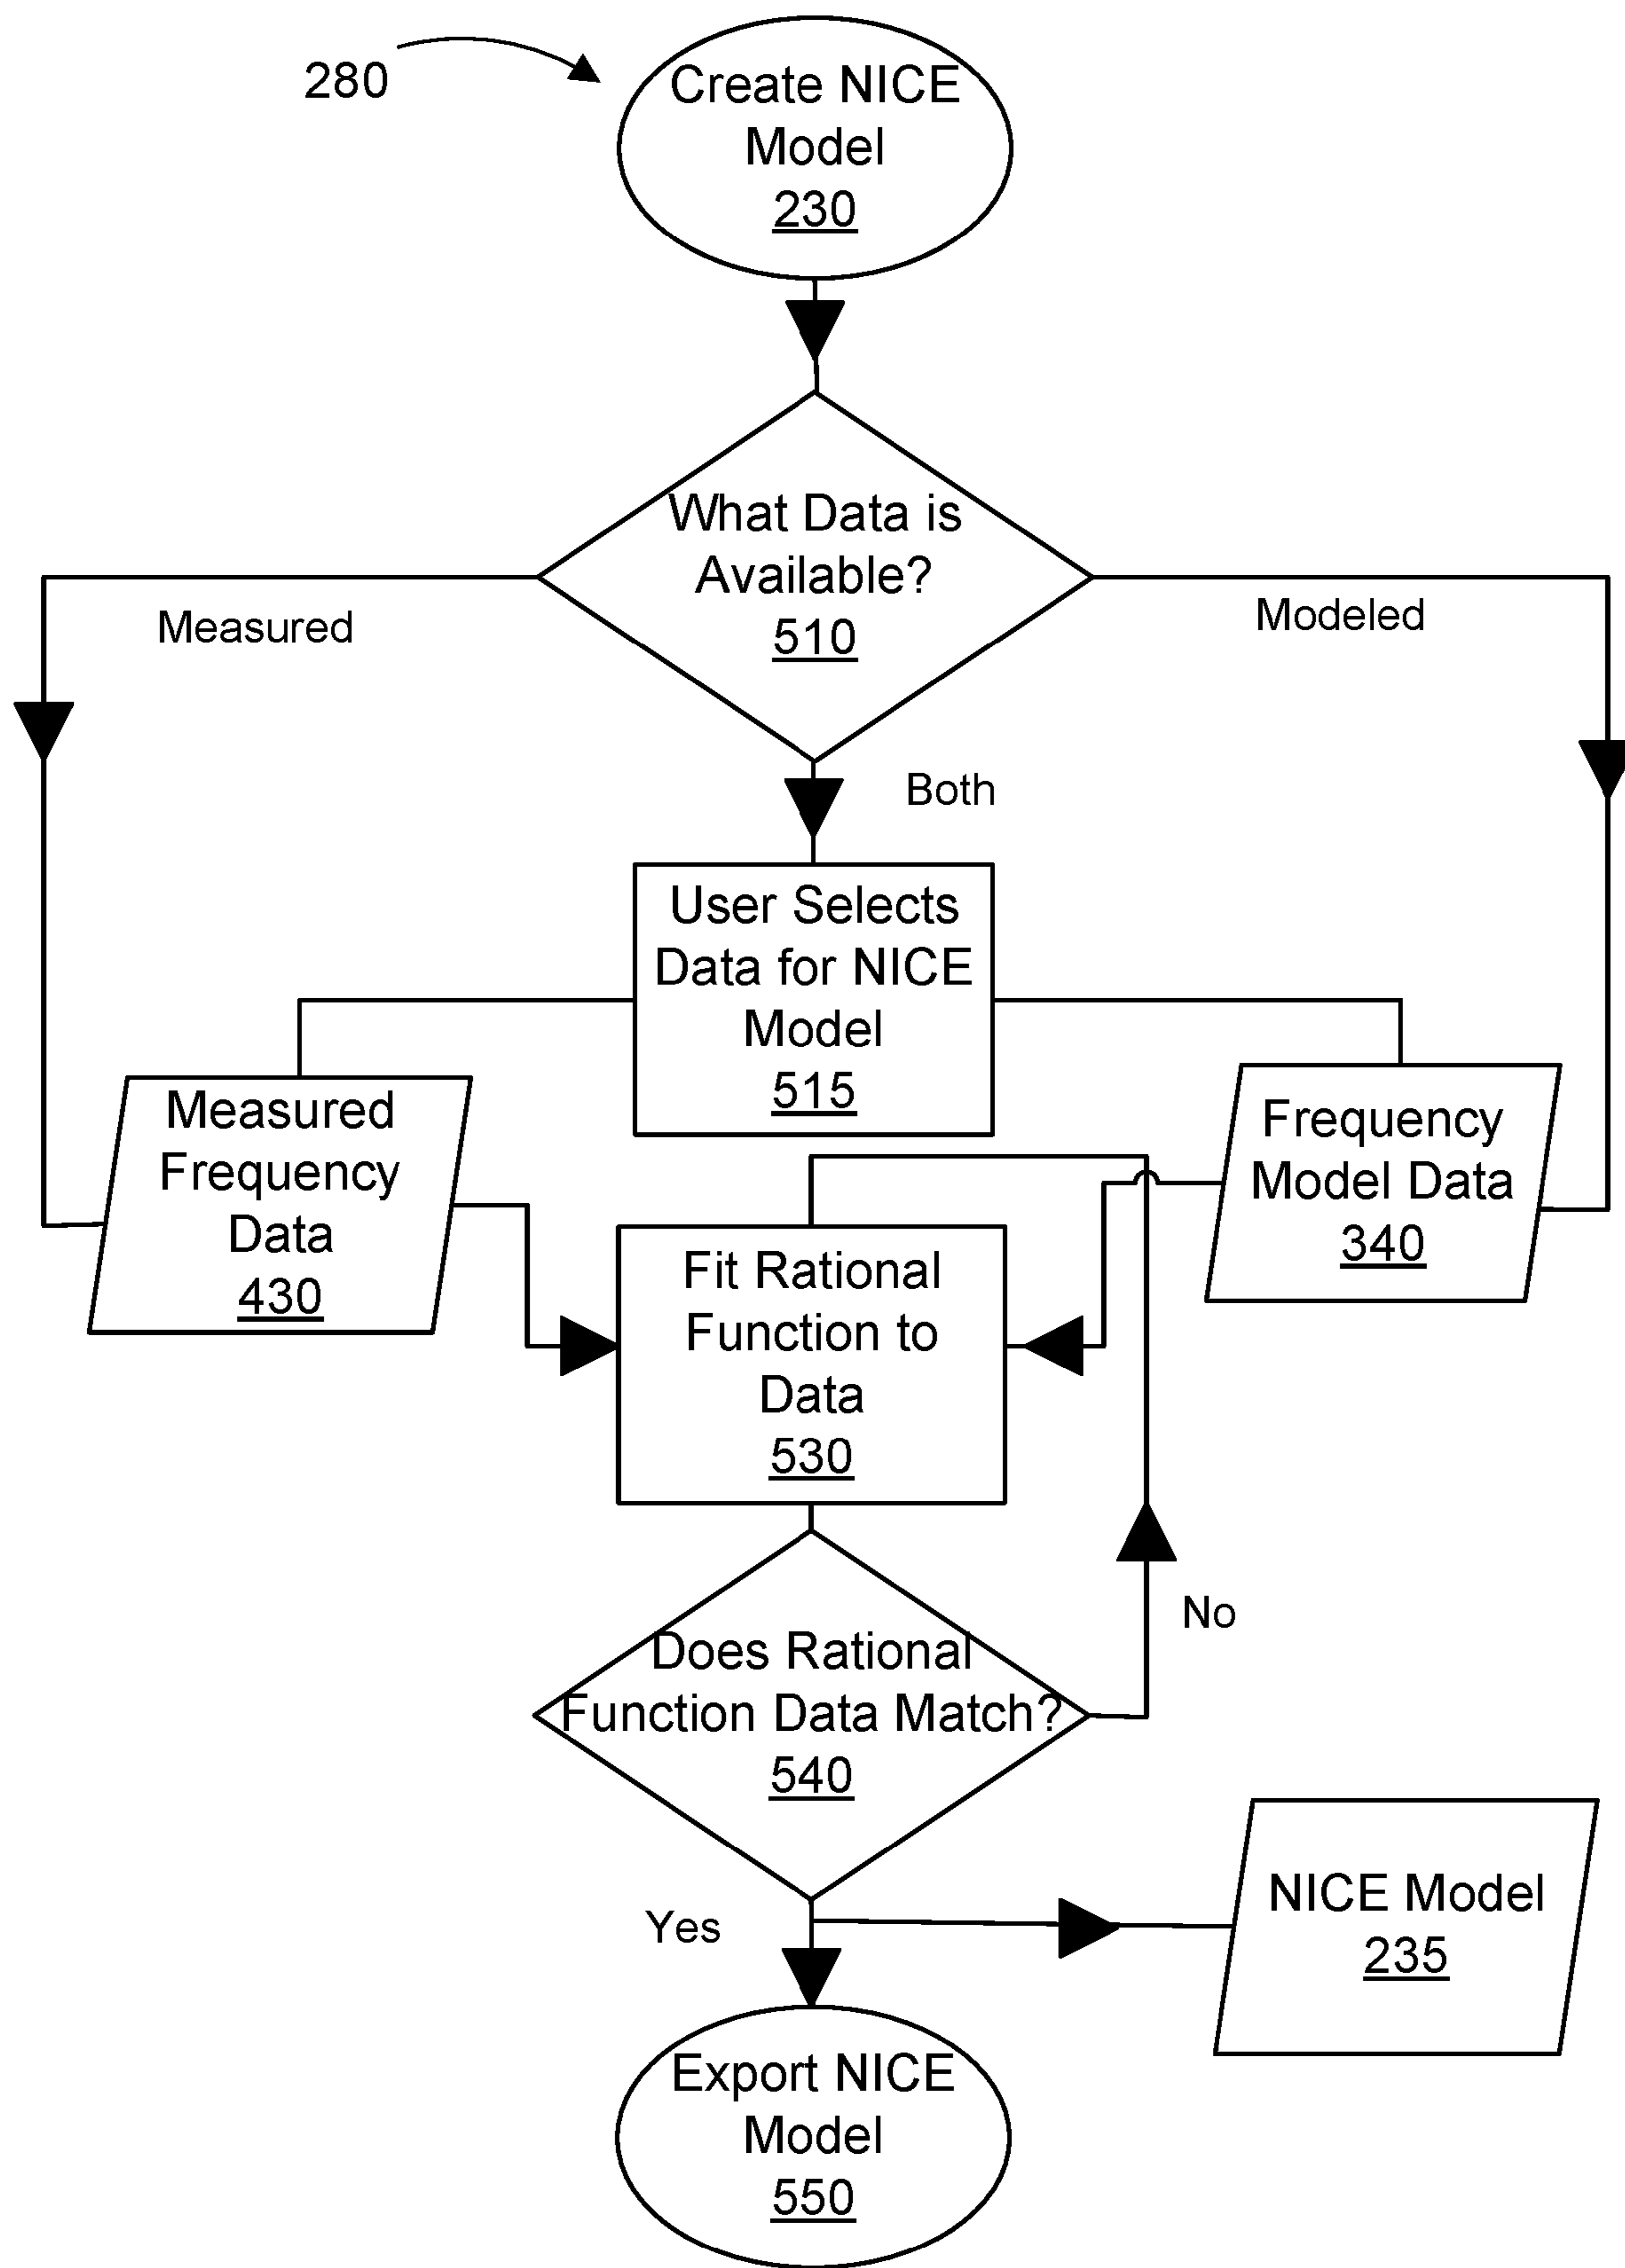 280
Create NICE
Model
230
What Data is
Available?
510
Measured
Modeled
Both
User Selects
Data for NICE
Model
515
Measured
Frequency
Data
430
Frequency
Model Data
340
Fit Rational
Function to
Data
530
No
Does Rational
Function Data Match?
540
Yes
NICE Model
235
Export NICE
Model
550